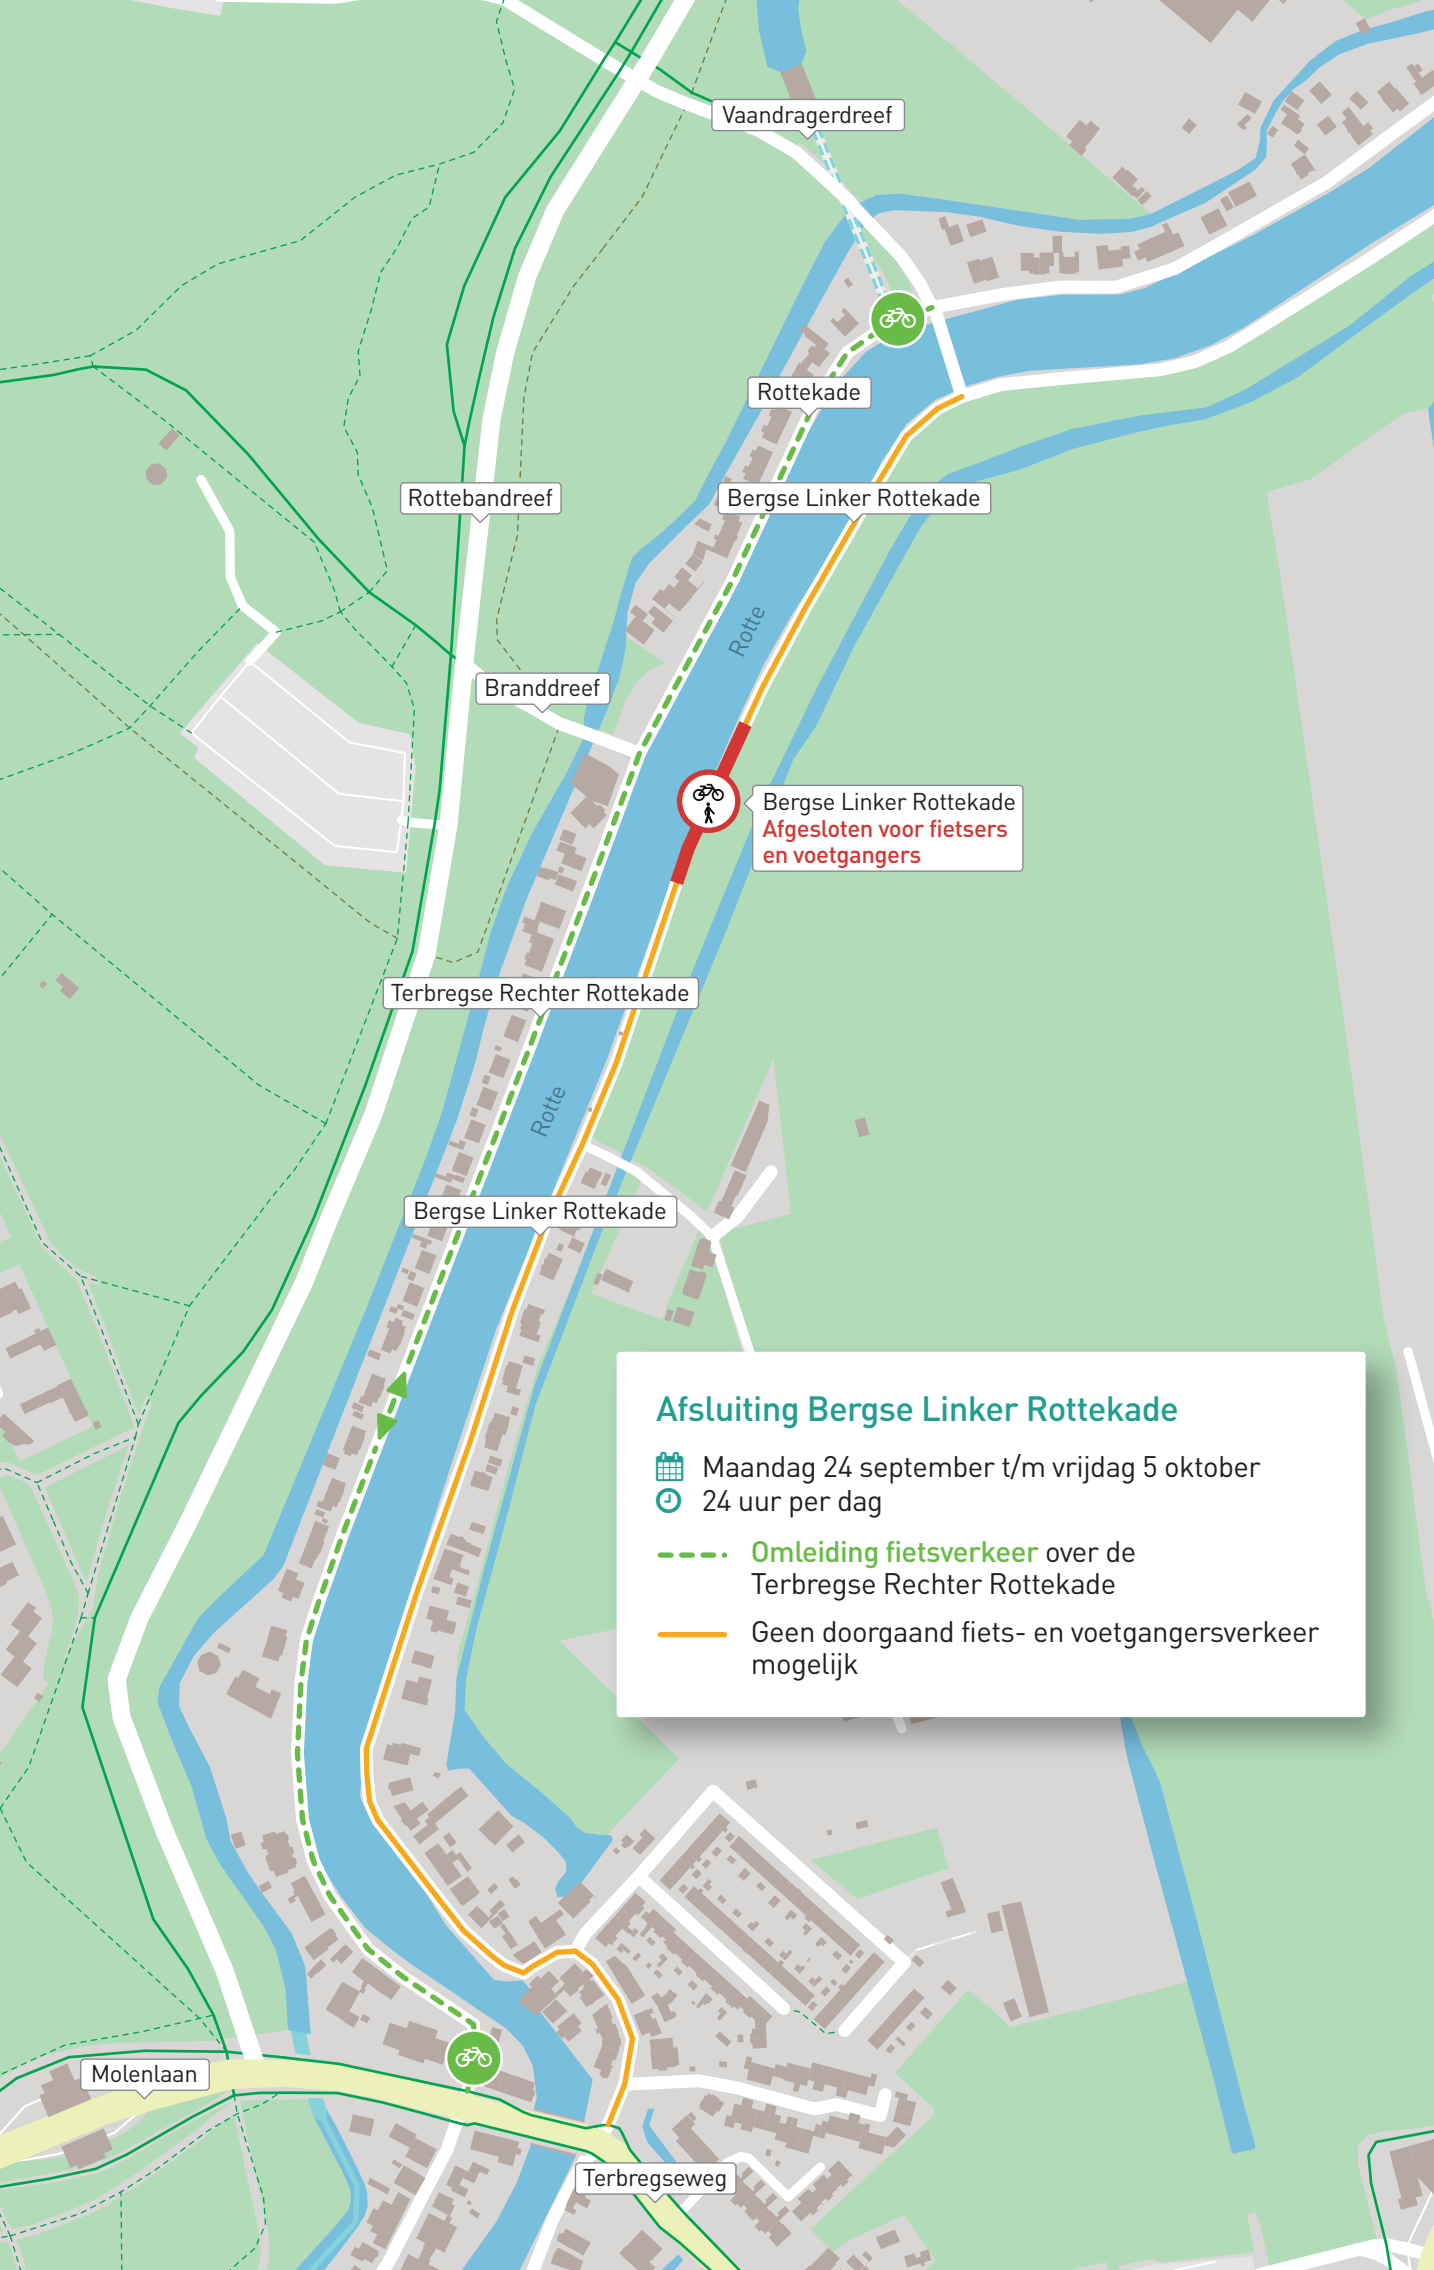 Vaandragerdreef
Rottekade
Rottebandreef
Bergse Linker Rottekade
Rotte
Branddreef
Bergse Linker Rottekade
Afgesloten voor fietsers
en voetgangers
Terbregse Rechter Rottekade
Rotte
Bergse Linker Rottekade
Afsluiting Bergse Linker Rottekade
Maandag 24 september t/m vrijdag 5 oktober
24 uur per dag
Omleiding fietsverkeer over de
Terbregse Rechter Rottekade
Geen doorgaand fiets- en voetgangersverkeer
mogelijk
Molenlaan
Terbregseweg